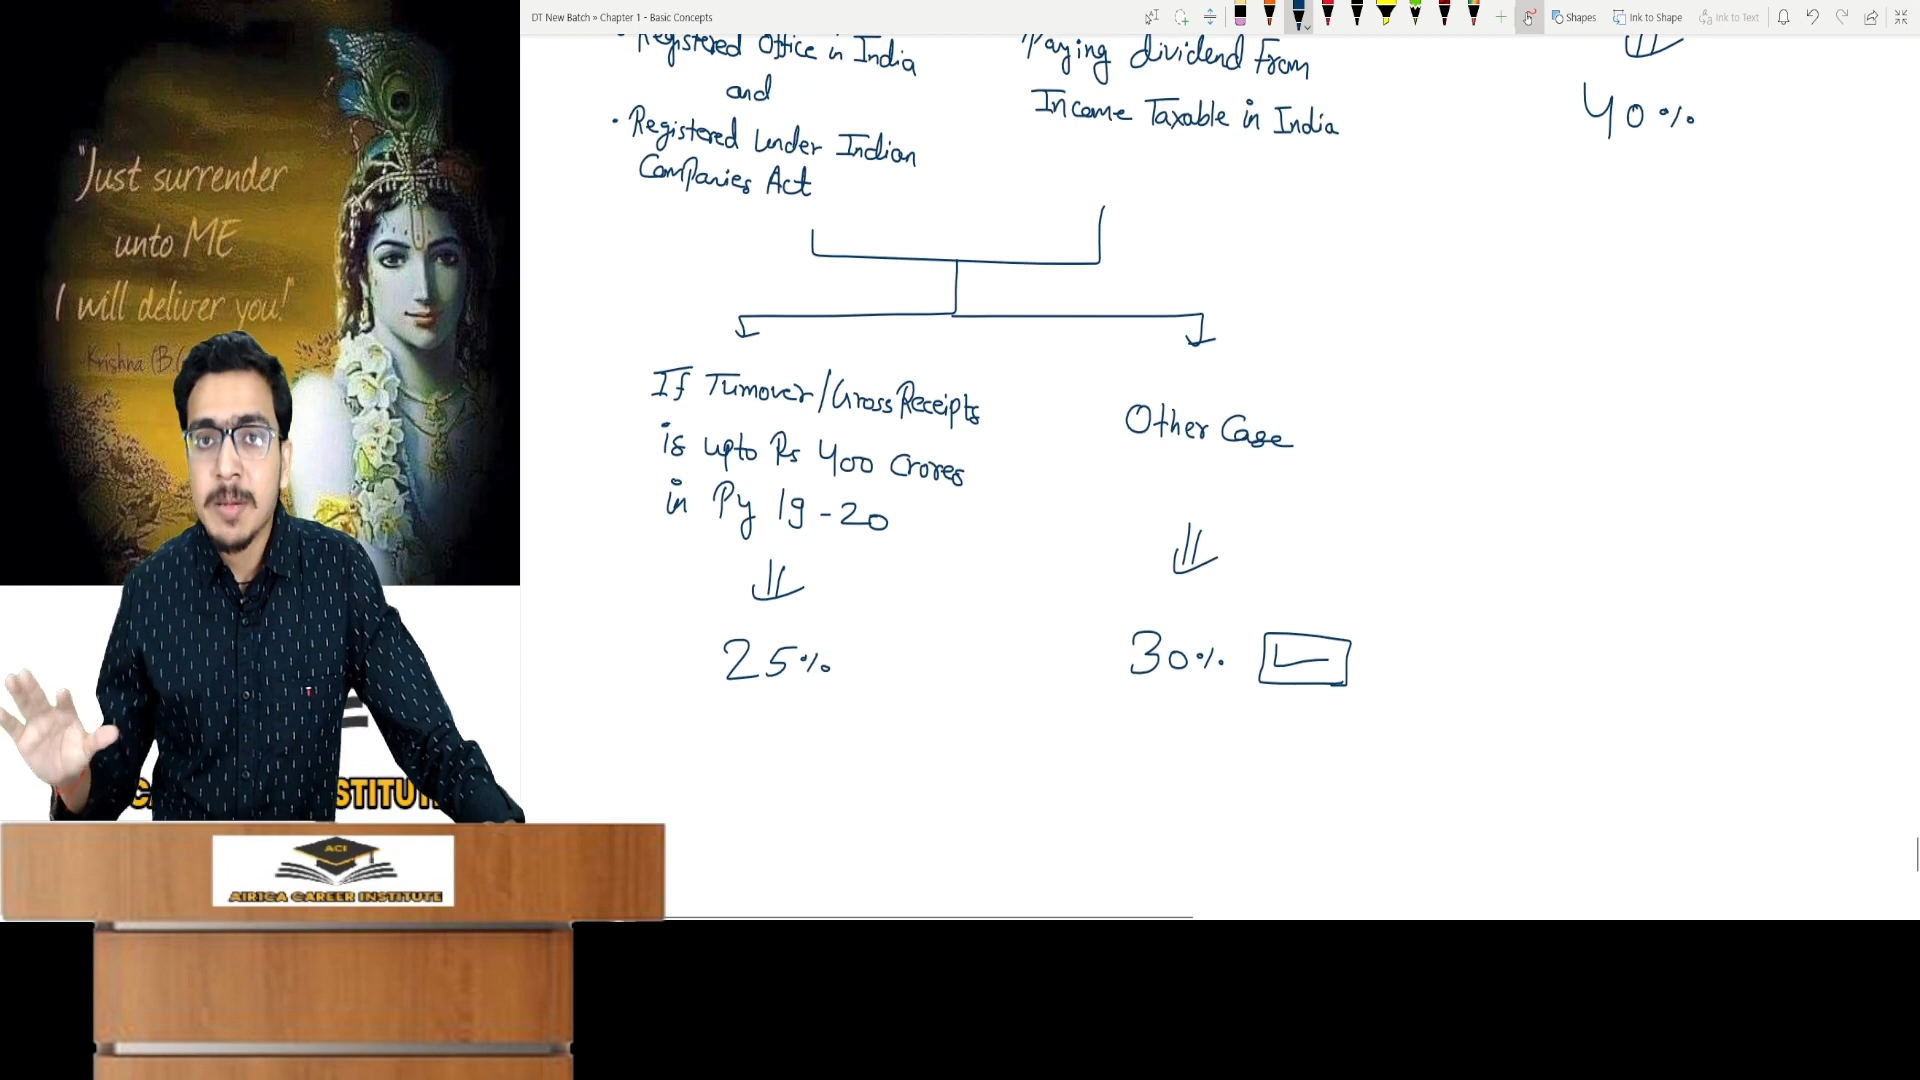 DT New Batch » Chapter 1 - Basic Concepts
Shapes
Ink to Shape
Ink to Text
"Just surrender
unto ME
I will deliver you!"
Krishna (B.
• Registered Office in India
and
• Registered Under Indian
Companies Act
Paying dividend from
Income Taxable in India
40%
If Turnover/Gross Receipts
is upto Rs 400 Crores
in Py 19-20
25%
Other Case
30%
STITU
ACI
AIRICA CAREER INSTITUTE